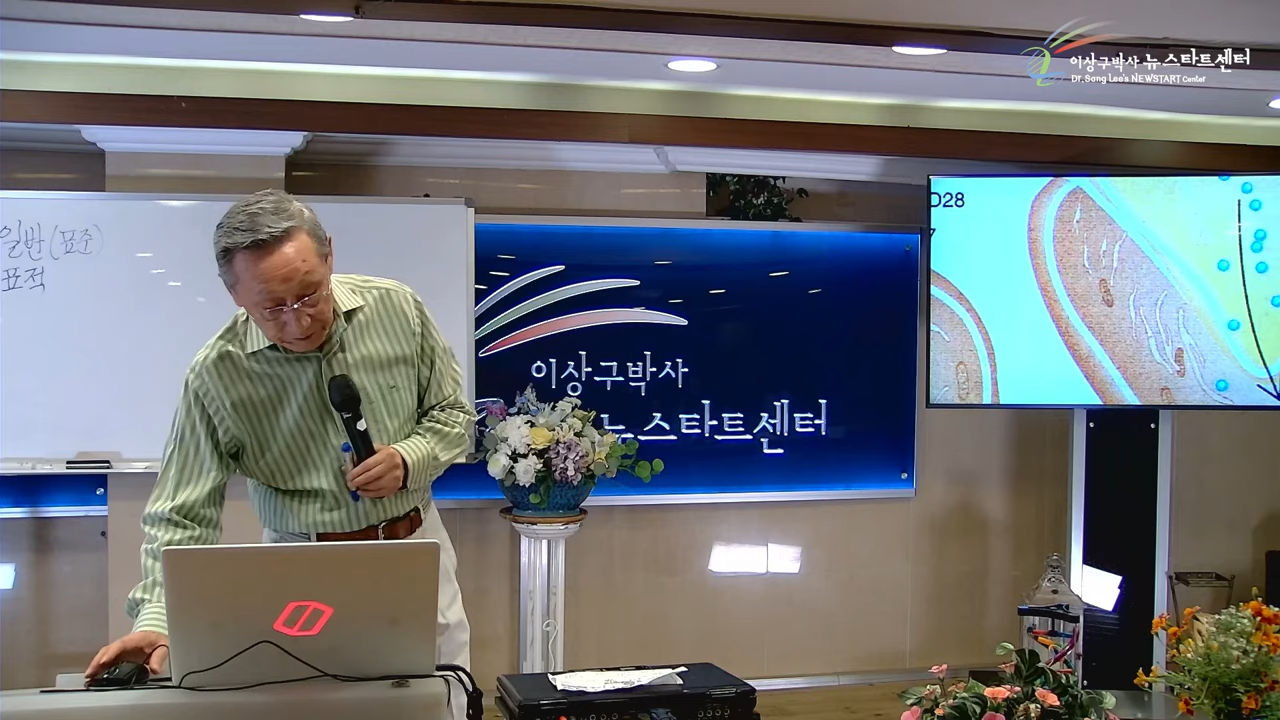 이상구박사 뉴스타트센터
Dr. Sang Lee's NEWSTART Center
일반 (표준)
표적
D28
이상구박사
뉴스타트센터